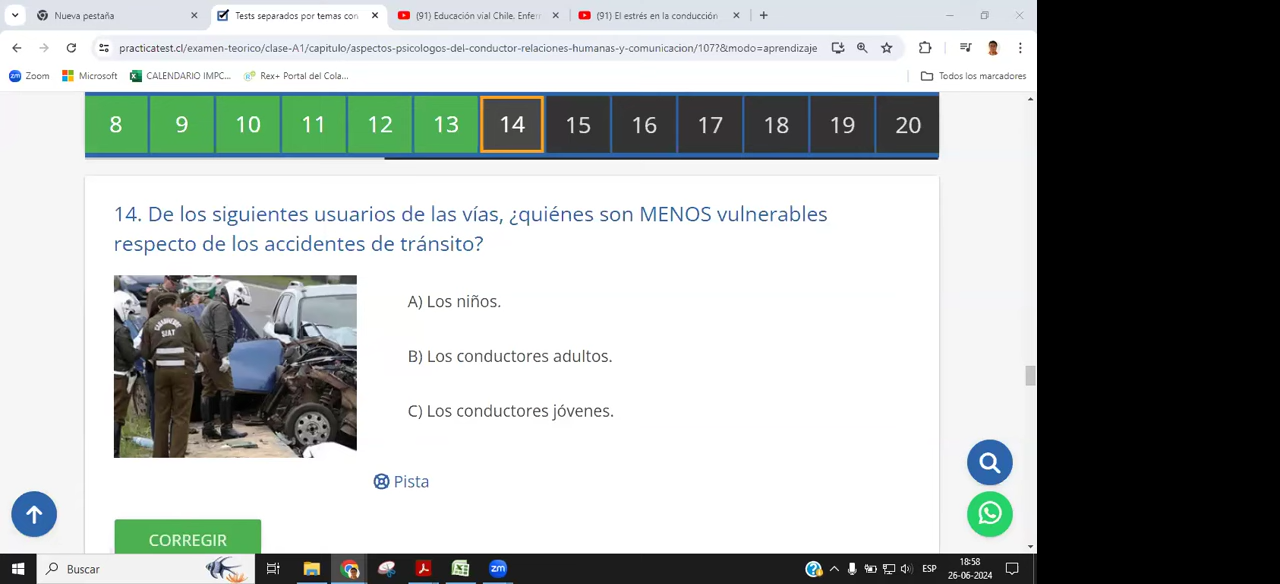 Nueva pestaña
Tests separados por temas con
(91) Educación vial Chile, Enfer
(91) El estrés en la conducción
practicatest.cl/examen-teorico/clase-A1/capitulo/aspectos-psicologos-del-conductor-relaciones-humanas-y-comunicacion/107?&modo=aprendizaje
Zoom
Microsoft
CALENDARIO IMPC...
Rex+ Portal del Cola...
Todos los marcadores
8 9 10 11 12 13 14 15 16 17 18 19 20
14. De los siguientes usuarios de las vías, ¿quiénes son MENOS vulnerables
respecto de los accidentes de tránsito?
CARABINEROS
SIAT
A) Los niños.
B) Los conductores adultos.
C) Los conductores jóvenes.
Pista
CORREGIR
Buscar
zm
ESP
18:58
26-06-2024